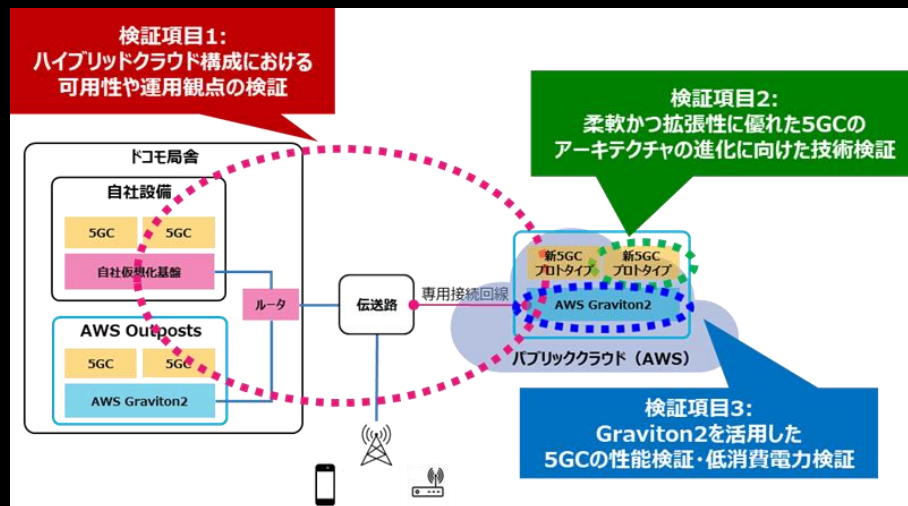 検証項目1:
ハイブリッドクラウド構成における
可用性や運用観点の検証
検証項目2:
柔軟かつ拡張性に優れた5GCの
アーキテクチャの進化に向けた技術検証
ドコモ局舎
自社設備
5GC
5GC
自社仮想化基盤
ルータ
伝送路
専用接続回線
新5GC
プロトタイプ
新5GC
プロトタイプ
AWS Graviton2
パブリッククラウド（AWS）
AWS Outposts
5GC
5GC
AWS Graviton2
検証項目3:
Graviton2を活用した
5GCの性能検証・低消費電力検証